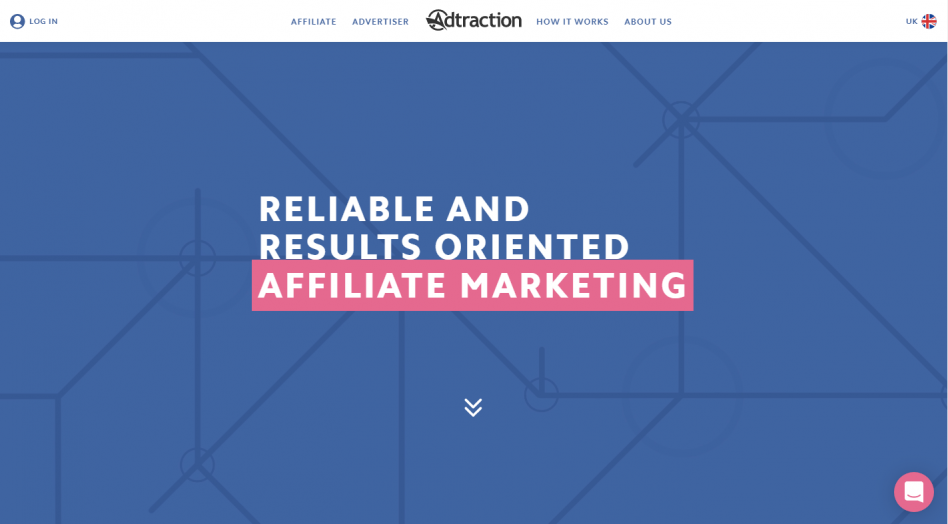 LOG IN
AFFILIATE
ADVERTISER
Adtraction
HOW IT WORKS
ABOUT US
UK
RELIABLE AND
RESULTS ORIENTED
AFFILIATE MARKETING